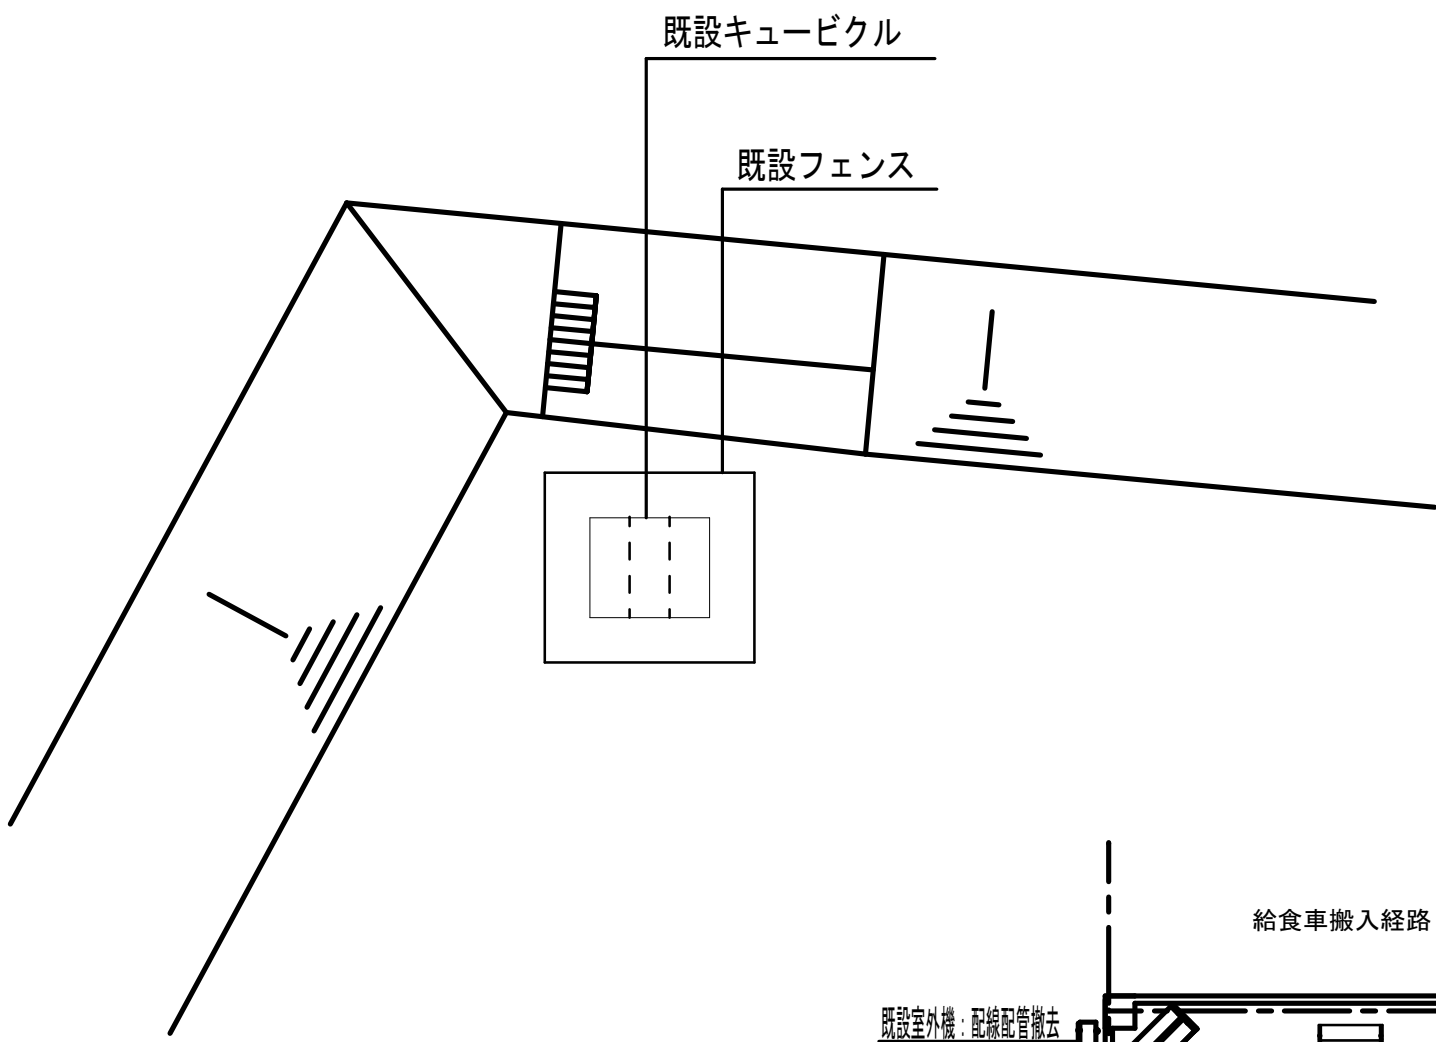 既設キュービクル
既設フェンス
給食車搬入経路
既設室外機：配線配管撤去